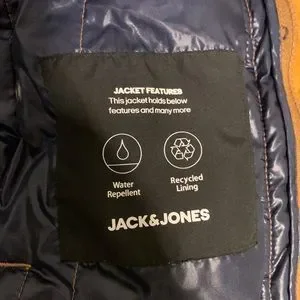 JACKET FEATURES
This jacket holds below
features and many more
Water
Repellent
Recycled
Lining
JACK&JONES